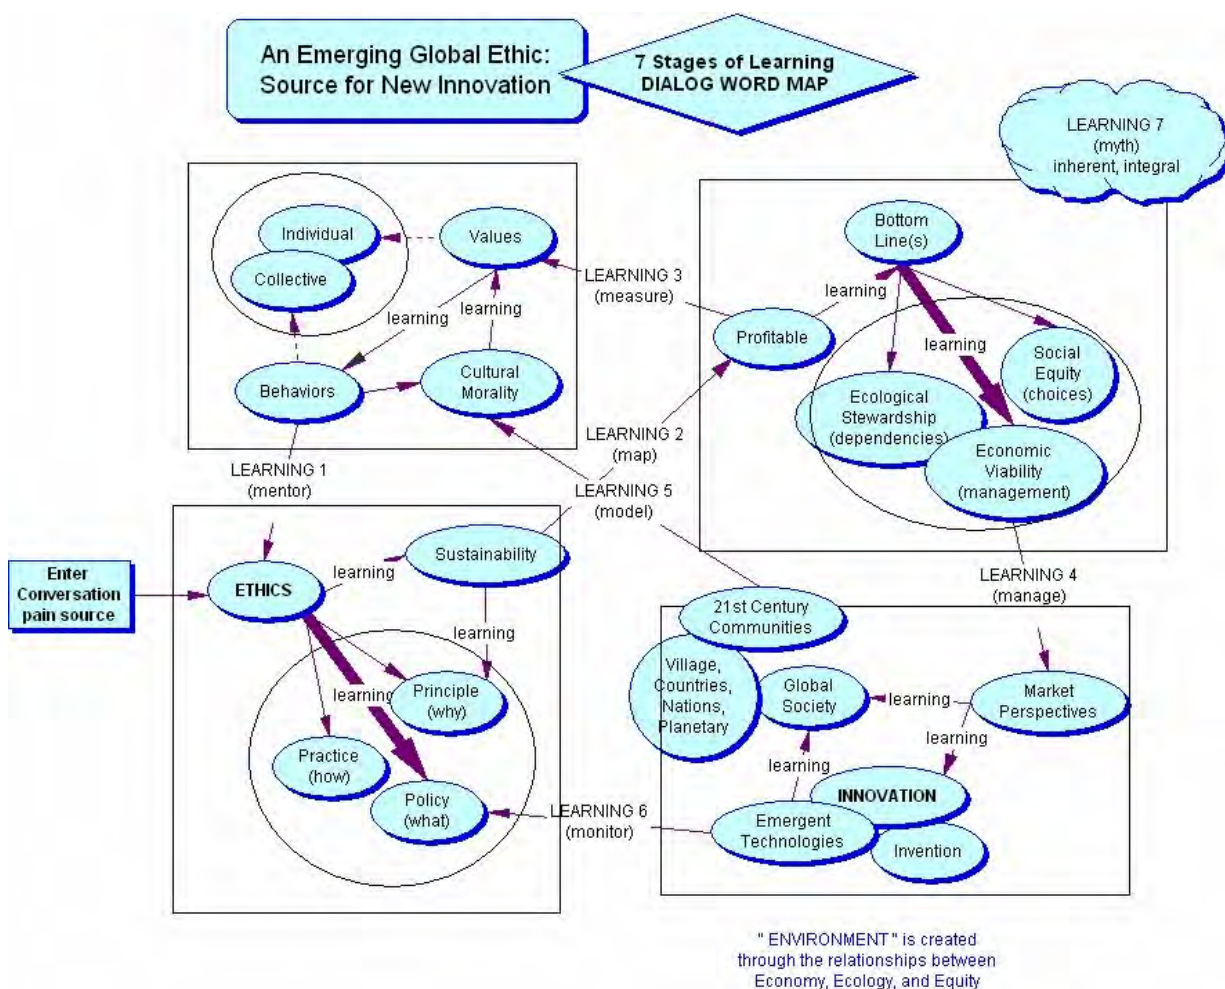 An Emerging Global Ethic:
Source for New Innovation
7 Stages of Learning
DIALOG WORD MAP
LEARNING 7
(myth)
inherent, integral
Individual
Collective
Values
learning
learning
Behaviors
Cultural
Morality
LEARNING 3
(measure)
Bottom
Line(s)
learning
Profitable
learning
Social
Equity
(choices)
Ecological
Stewardship
(dependencies)
Economic
Viability
(management)
LEARNING 1
(mentor)
LEARNING 2
(map)
LEARNING 5
(model)
LEARNING 4
(manage)
Enter
Conversation
pain source
ETHICS
learning
Sustainability
learning
learning
Principle
(why)
Practice
(how)
Policy
(what)
LEARNING 6
(monitor)
21st Century
Communities
Village,
Countries,
Nations,
Planetary
Global
Society
learning
Market
Perspectives
learning
learning
INNOVATION
Emergent
Technologies
Invention
" ENVIRONMENT " is created
through the relationships between
Economy, Ecology, and Equity